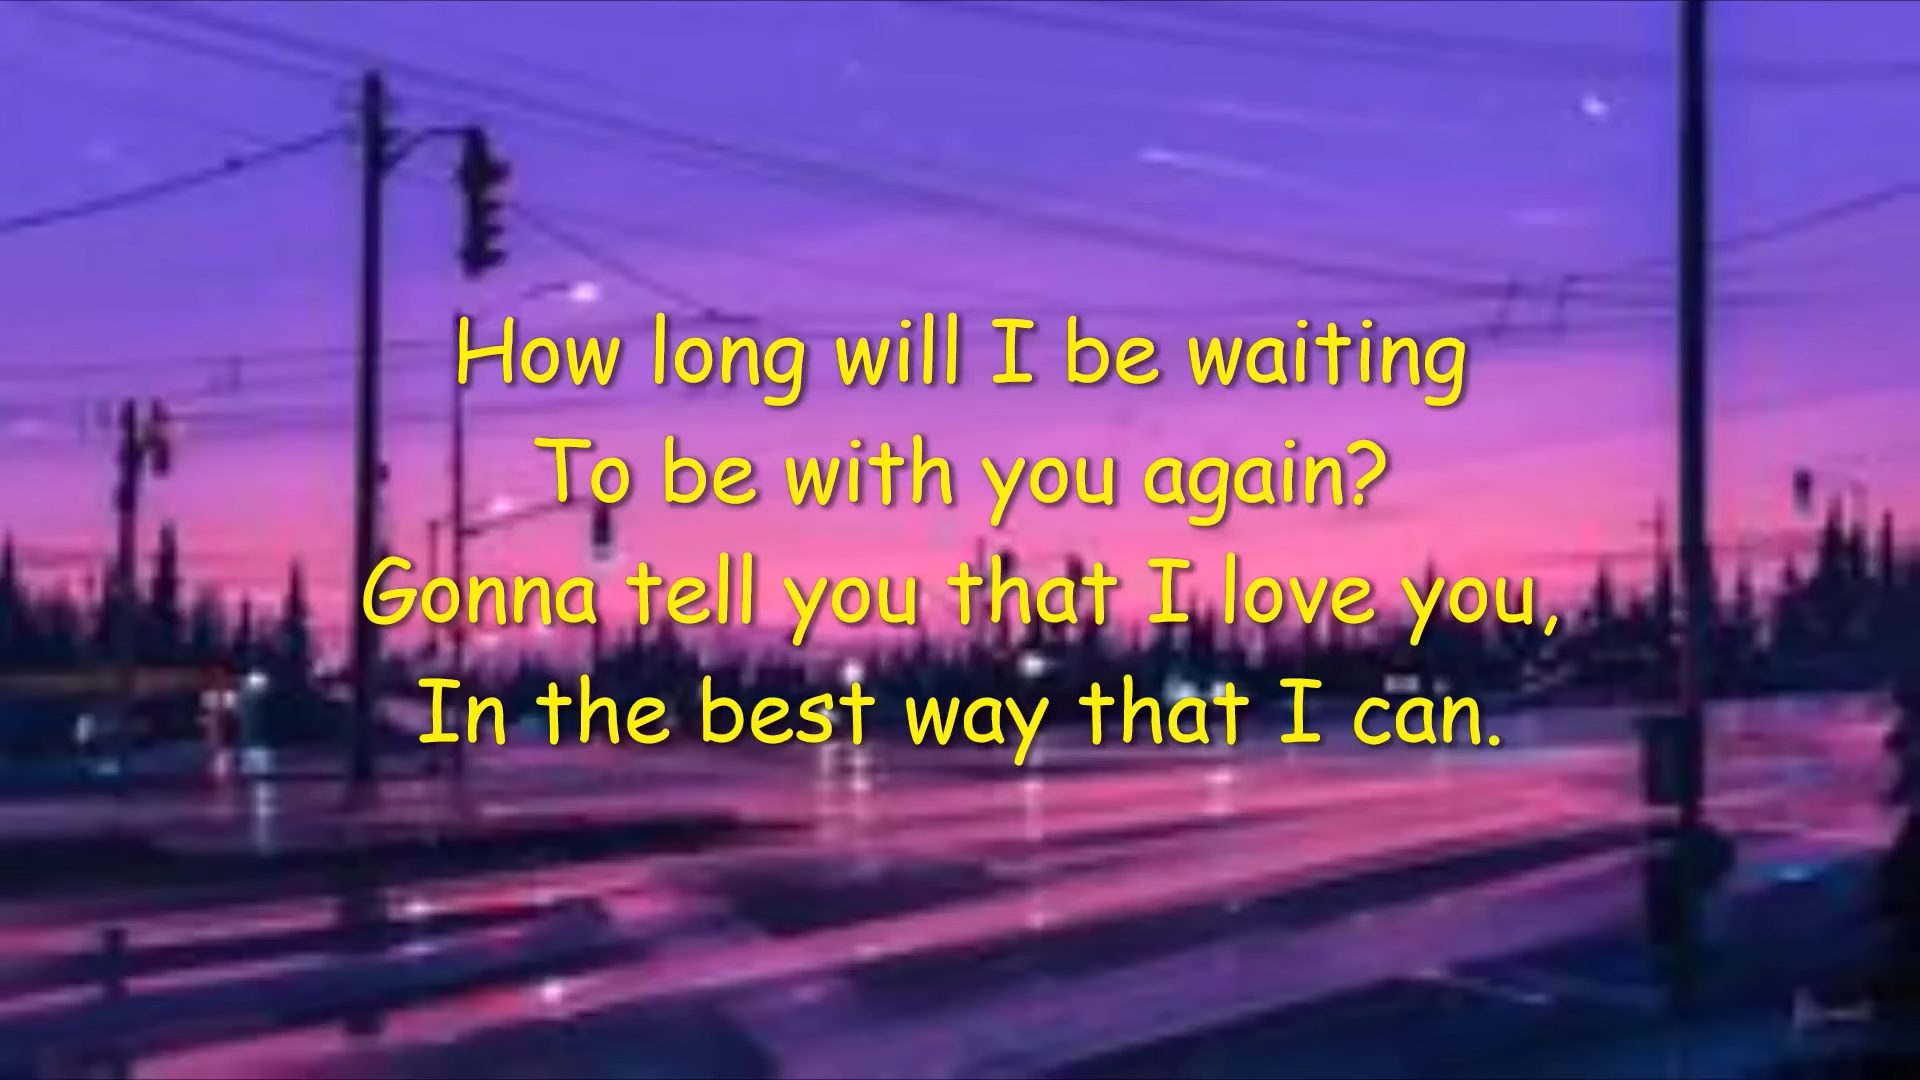 How long will I be waiting
To be with you again?
Gonna tell you that I love you,
In the best way that I can.